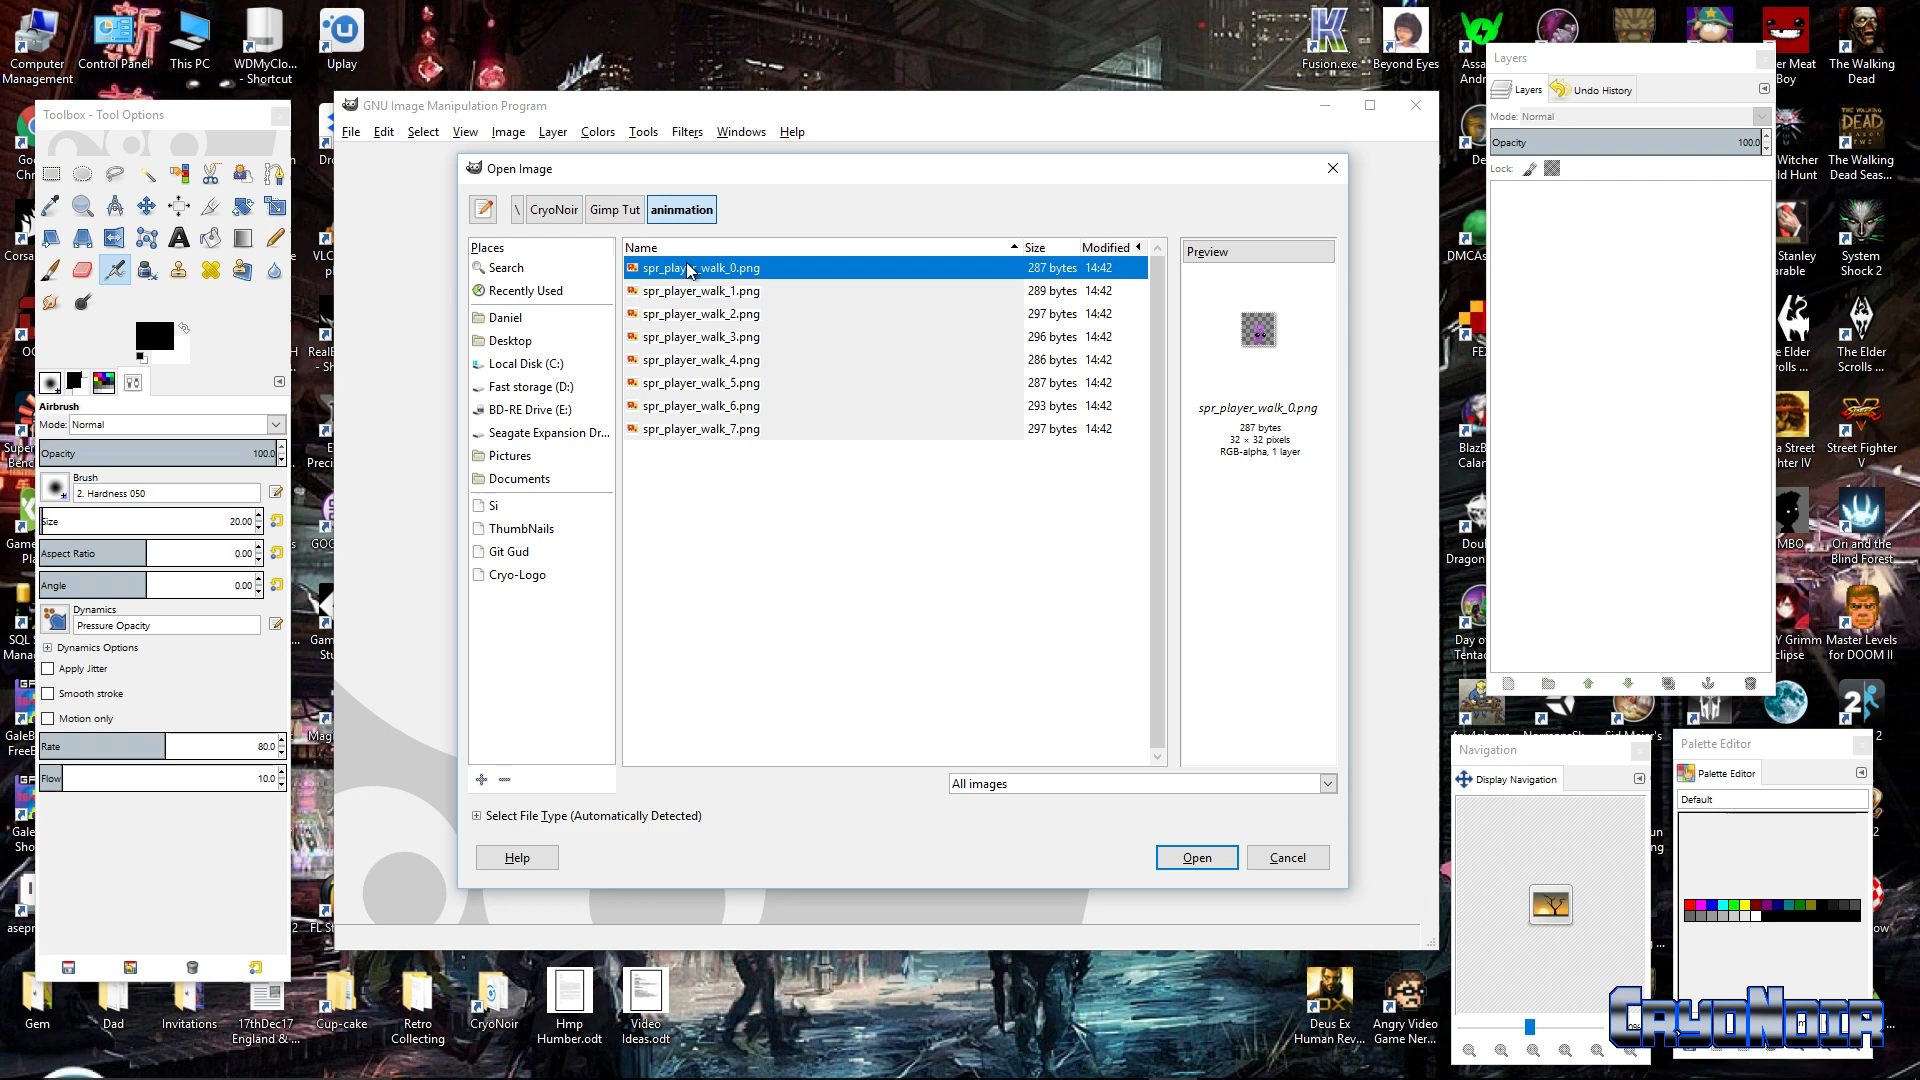 Computer Management
Control Panel
This PC
WDMyClo... - Shortcut
Uplay
Fusion.exe
Beyond Eyes
The Walking Dead
Toolbox - Tool Options
GNU Image Manipulation Program
File Edit Select View Image Layer Colors Tools Filters Windows Help
Open Image
\ CryoNoir Gimp Tut aninmation
Places
Search
Recently Used
Daniel
Desktop
Local Disk (C:)
Fast storage (D:)
BD-RE Drive (E:)
Seagate Expansion Dr...
Pictures
Documents
Si
ThumbNails
Git Gud
Cryo-Logo
Name Size Modified
spr_player_walk_0.png 287 bytes 14:42
spr_player_walk_1.png 289 bytes 14:42
spr_player_walk_2.png 297 bytes 14:42
spr_player_walk_3.png 296 bytes 14:42
spr_player_walk_4.png 286 bytes 14:42
spr_player_walk_5.png 287 bytes 14:42
spr_player_walk_6.png 293 bytes 14:42
spr_player_walk_7.png 297 bytes 14:42
Preview
spr_player_walk_0.png
287 bytes
32 × 32 pixels
RGB-alpha, 1 layer
All images
Select File Type (Automatically Detected)
Help
Open
Cancel
Airbrush
Mode: Normal
Opacity 100.0
Brush
2. Hardness 050
Size 20.00
Aspect Ratio 0.00
Angle 0.00
Dynamics
Pressure Opacity
Dynamics Options
Apply Jitter
Smooth stroke
Motion only
Rate 80.0
Flow 10.0
Layers
Layers Undo History
Mode: Normal
Opacity 100.0
Lock:
The Walking Dead Seas...
System Shock 2
The Elder Scrolls ...
Street Fighter V
Ori and the Blind Forest
Master Levels for DOOM II
Navigation
Display Navigation
Palette Editor
Palette Editor
Default
Gem
Dad
Invitations
17thDec17 England & ...
Cup-cake
Retro Collecting
CryoNoir
Hmp Humber.odt
Video Ideas.odt
Deus Ex Human Rev...
Angry Video Game Ner...
CryoNoir